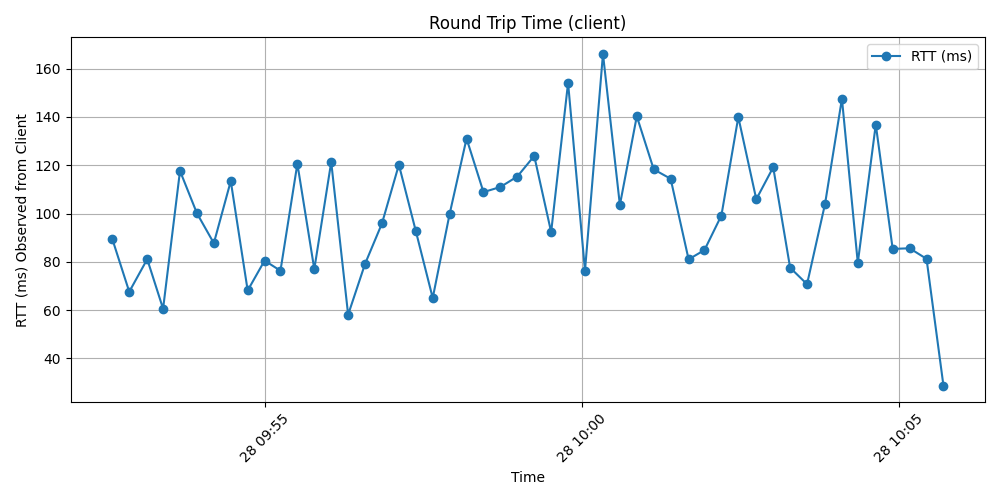 Round Trip Time (client)
RTT (ms)
RTT (ms) Observed from Client
160
140
120
100
80
60
40
28 09:55
28 10:00
28 10:05
Time